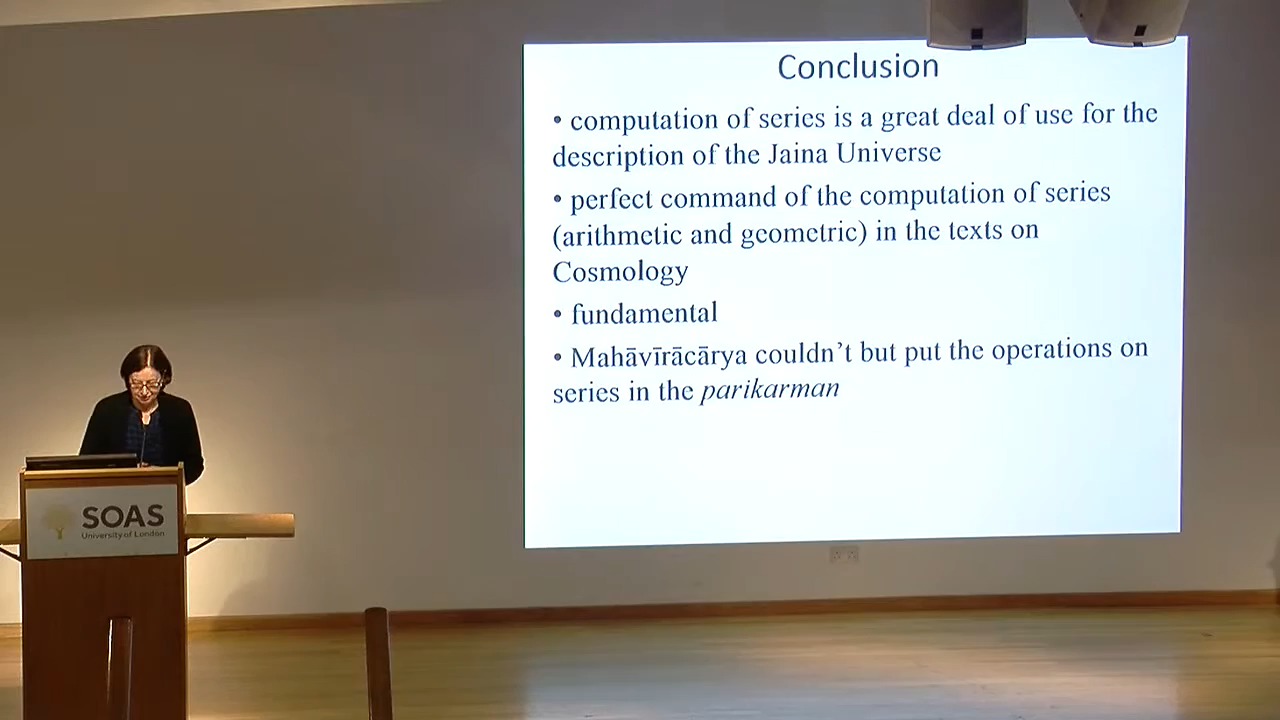 Conclusion
• computation of series is a great deal of use for the
description of the Jaina Universe
• perfect command of the computation of series
(arithmetic and geometric) in the texts on
Cosmology
• fundamental
• Mahāvīrācārya couldn’t but put the operations on
series in the parikarman
SOAS
University of London